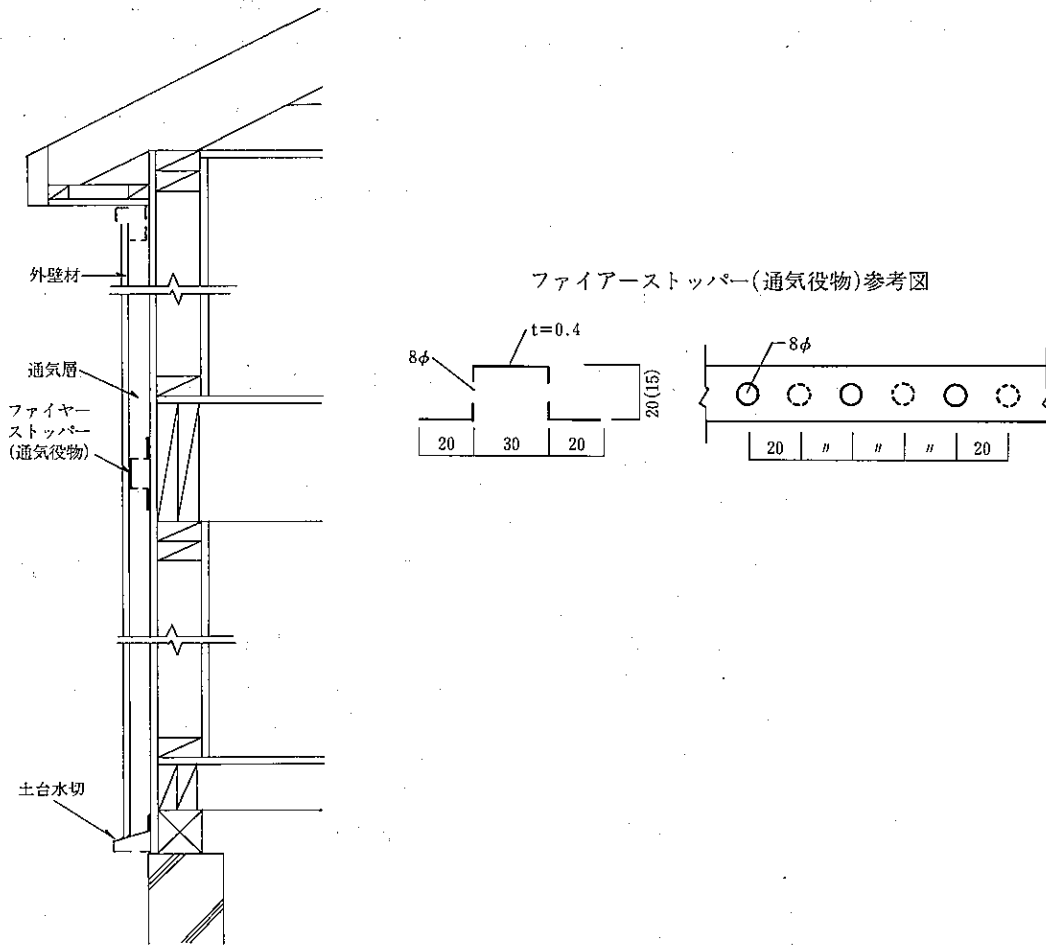 外壁材
通気層
ファイヤー
ストッパー
(通気役物)
土台水切
ファイアーストッパー(通気役物)参考図
t=0.4
8φ
20(15)
20 30 20
8φ
20 〃 〃 〃 20